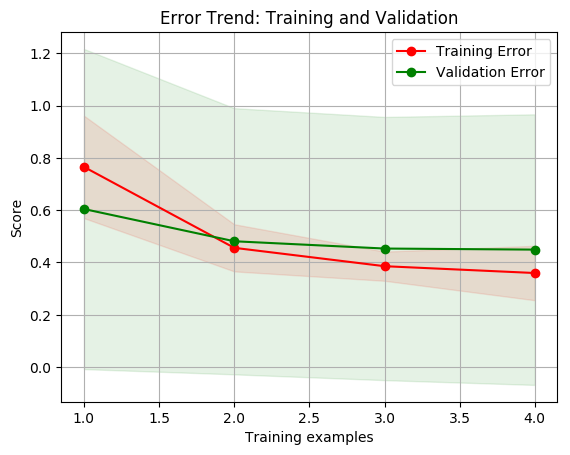 Error Trend: Training and Validation
Training Error
Validation Error
Score
1.2
1.0
0.8
0.6
0.4
0.2
0.0
1.0 1.5 2.0 2.5 3.0 3.5 4.0
Training examples